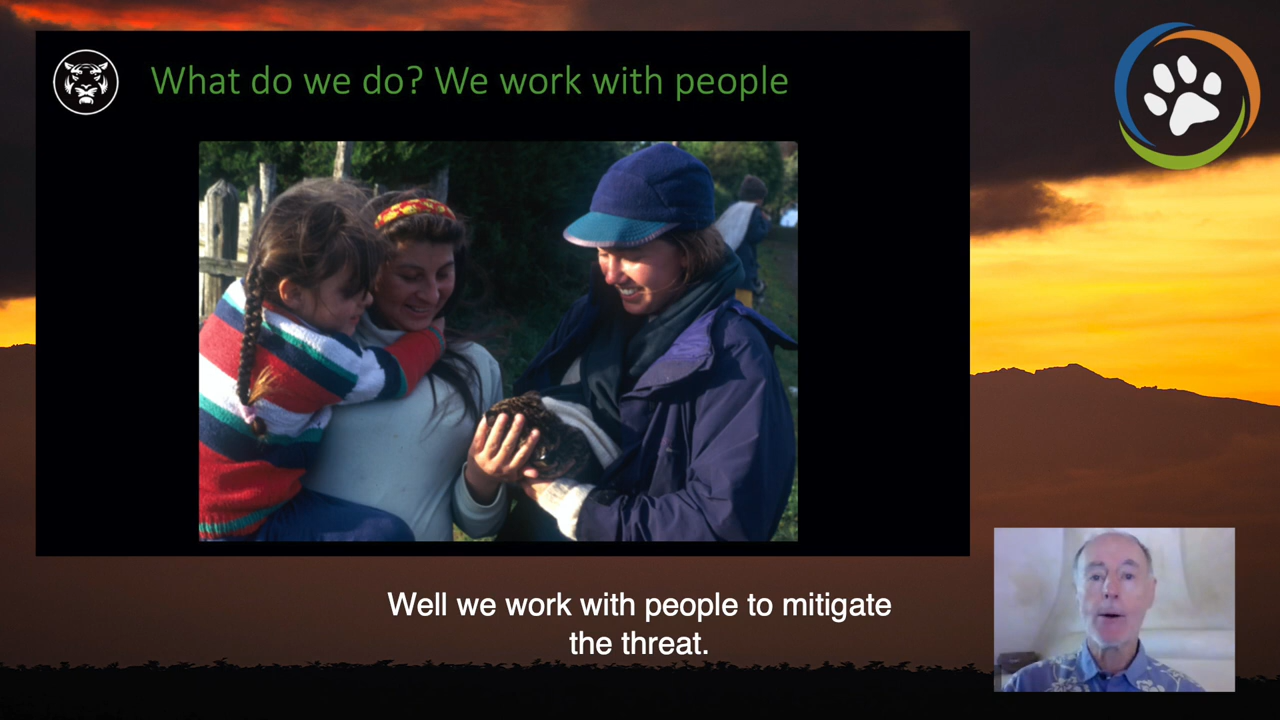 What do we do? We work with people
Well we work with people to mitigate
the threat.